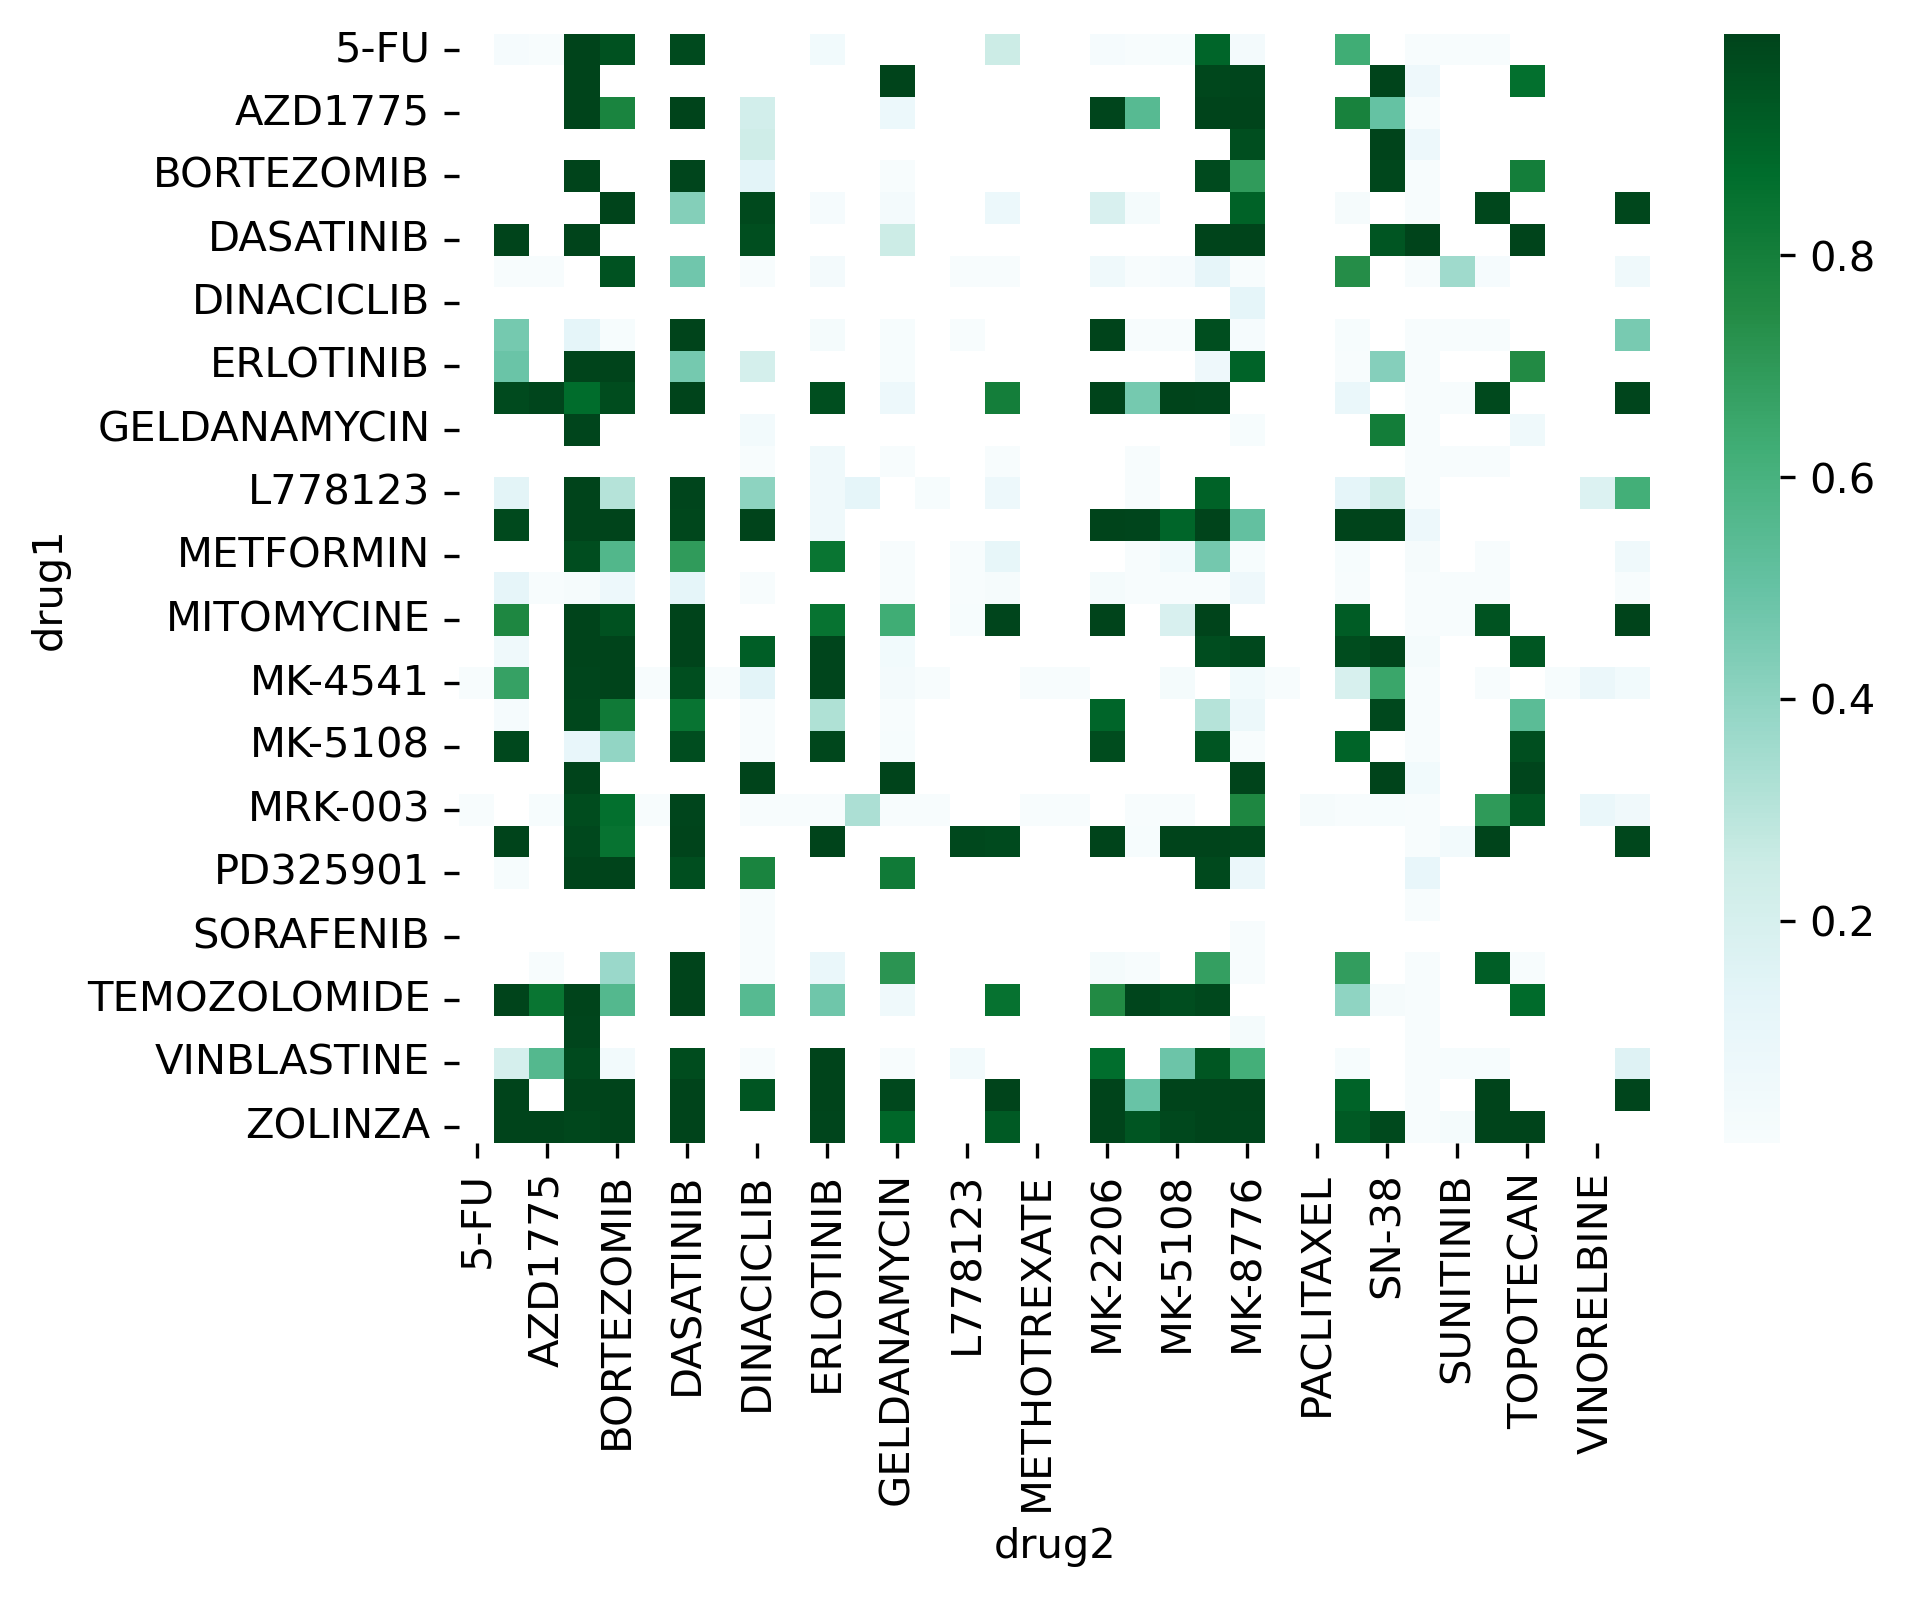 5-FU
AZD1775
BORTEZOMIB
DASATINIB
DINACICLIB
ERLOTINIB
GELDANAMYCIN
L778123
METFORMIN
MITOMYCINE
MK-4541
MK-5108
MRK-003
PD325901
SORAFENIB
TEMOZOLOMIDE
VINBLASTINE
ZOLINZA
drug1
5-FU
AZD1775
BORTEZOMIB
DASATINIB
DINACICLIB
ERLOTINIB
GELDANAMYCIN
L778123
METHOTREXATE
MK-2206
MK-5108
MK-8776
PACLITAXEL
SN-38
SUNITINIB
TOPOTECAN
VINORELBINE
drug2
0.8
0.6
0.4
0.2